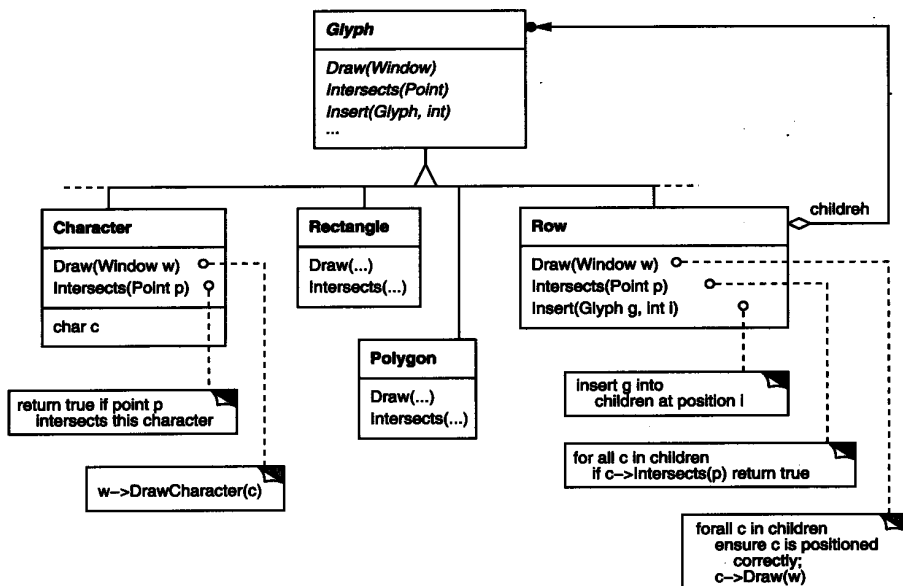 Glyph
Draw(Window)
Intersects(Point)
Insert(Glyph, int)
...
children
Character
Draw(Window w)
Intersects(Point p)
char c
Rectangle
Draw(...)
Intersects(...)
Row
Draw(Window w)
Intersects(Point p)
Insert(Glyph g, int i)
Polygon
Draw(...)
Intersects(...)
return true if point p
intersects this character
w->DrawCharacter(c)
insert g into
children at position i
for all c in children
if c->Intersects(p) return true
forall c in children
ensure c is positioned
correctly;
c->Draw(w)